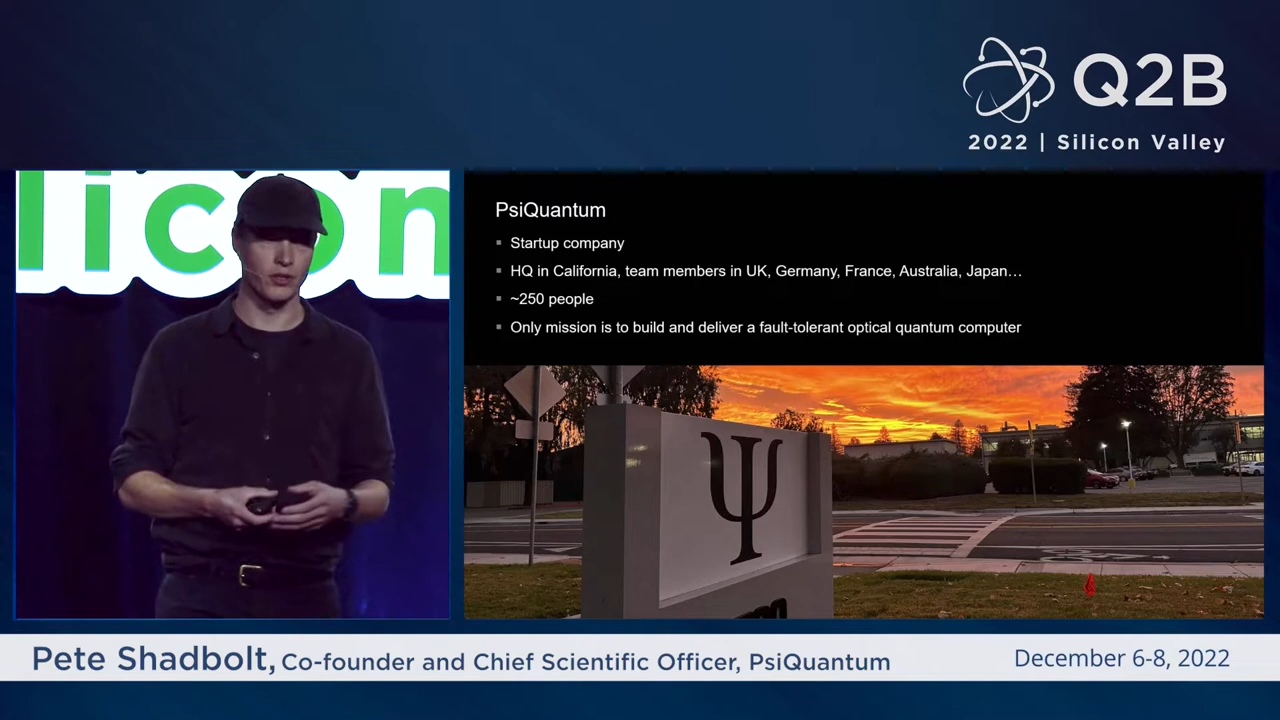 Q2B
2022 | Silicon Valley
licon
PsiQuantum
▪ Startup company
▪ HQ in California, team members in UK, Germany, France, Australia, Japan…
▪ ~250 people
▪ Only mission is to build and deliver a fault-tolerant optical quantum computer
Ψ
Pete Shadbolt, Co-founder and Chief Scientific Officer, PsiQuantum
December 6-8, 2022